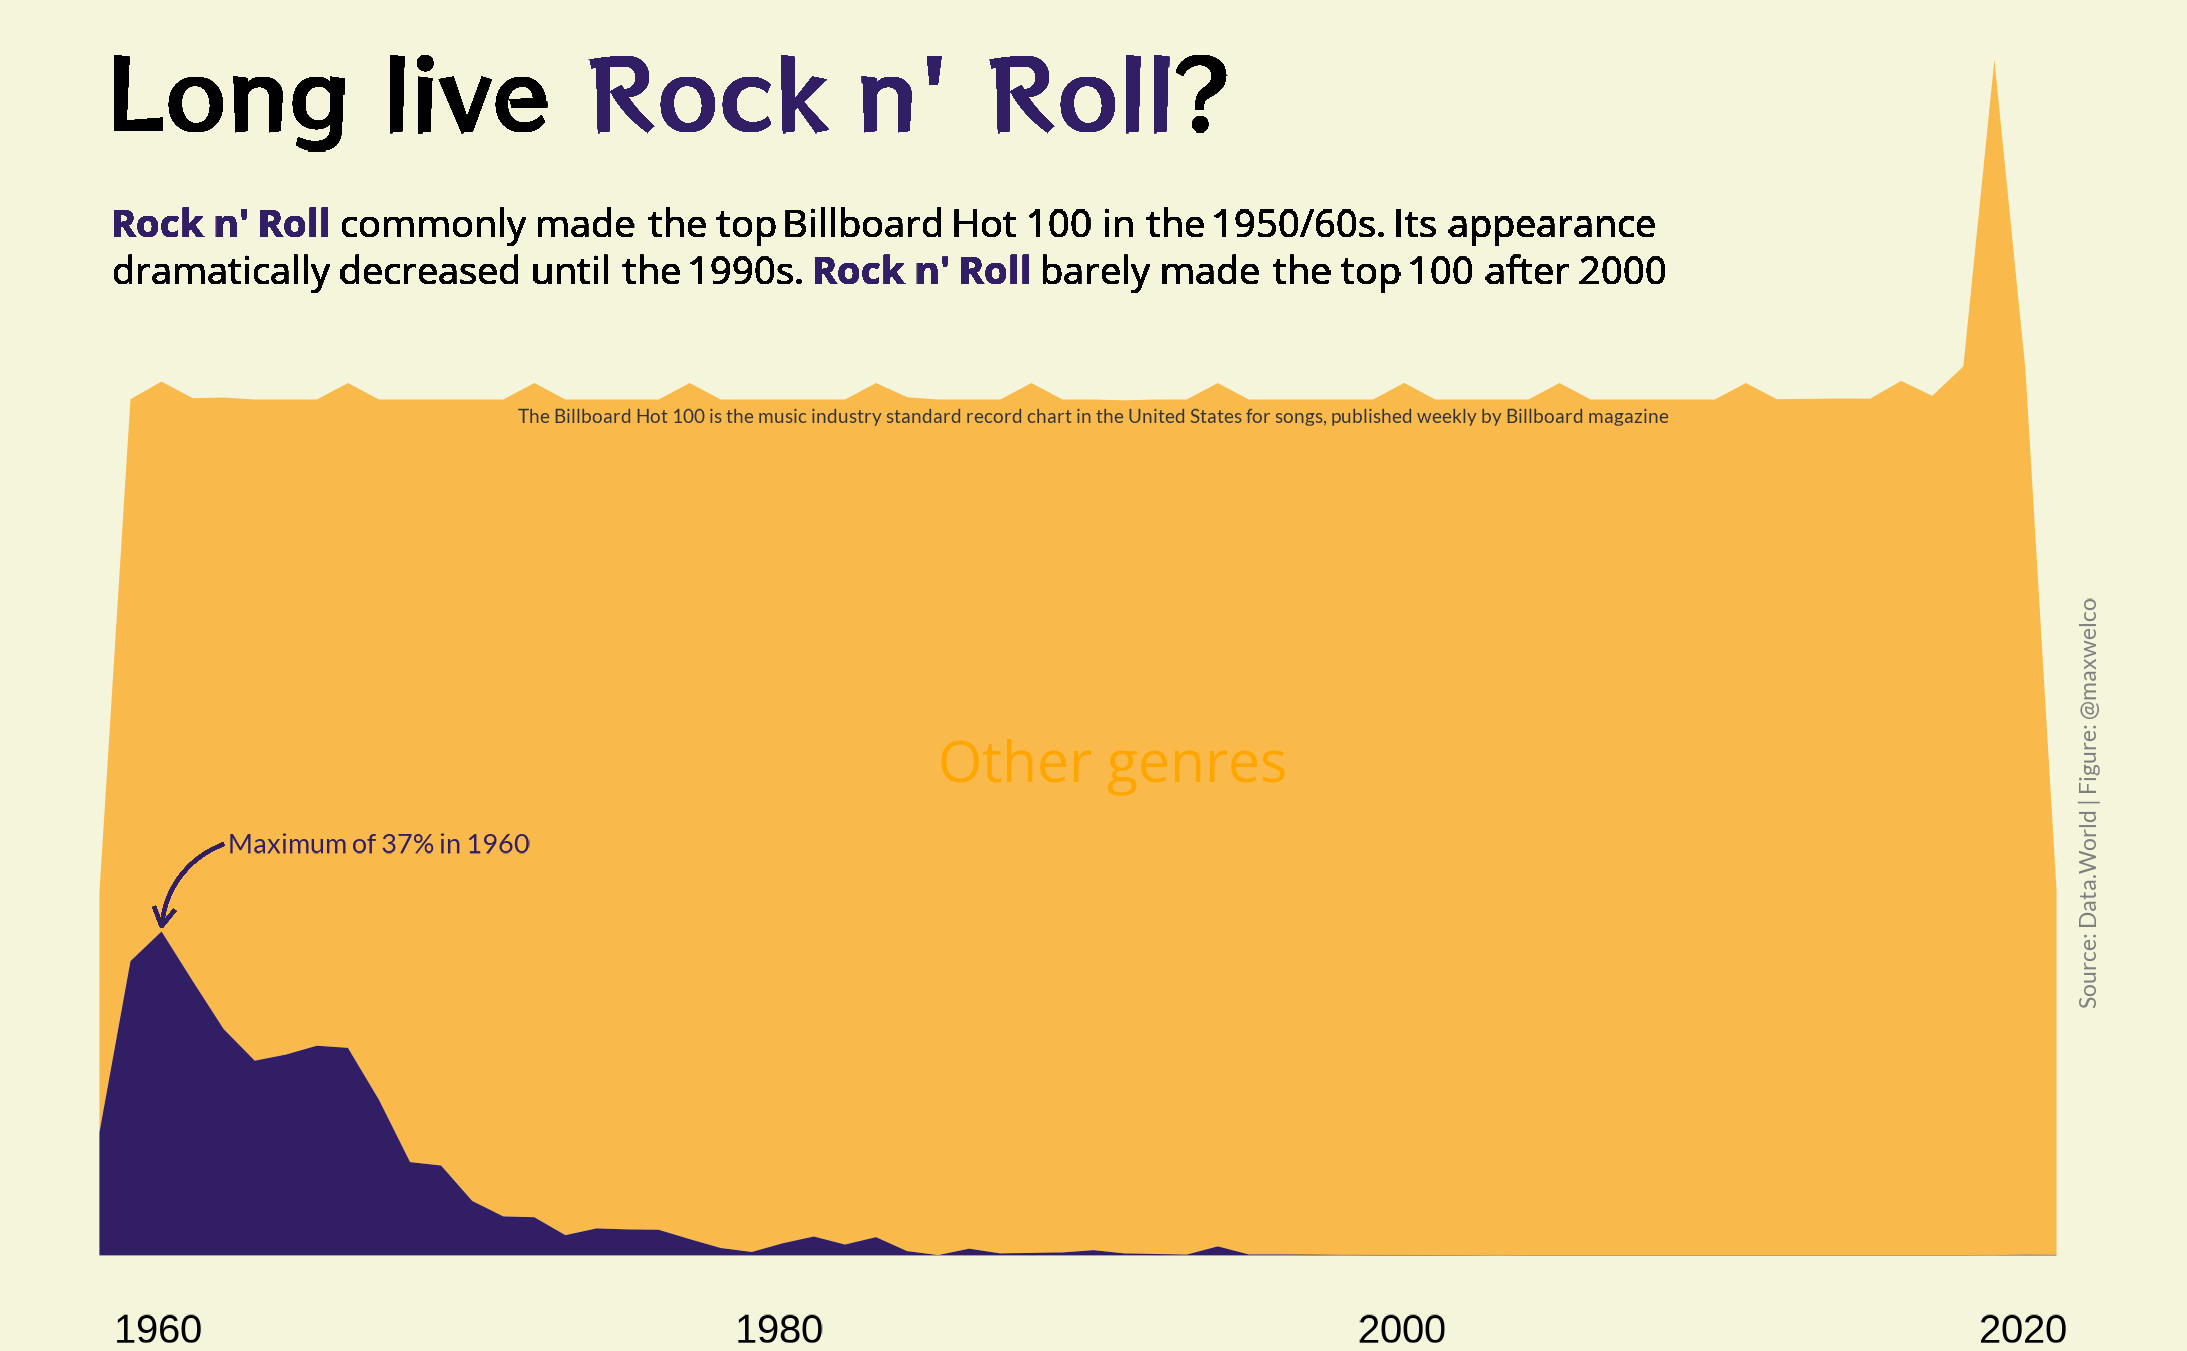 Long live Rock n' Roll?
Rock n' Roll commonly made the top Billboard Hot 100 in the 1950/60s. Its appearance
dramatically decreased until the 1990s. Rock n' Roll barely made the top 100 after 2000
The Billboard Hot 100 is the music industry standard record chart in the United States for songs, published weekly by Billboard magazine
Other genres
Maximum of 37% in 1960
Source: Data.World | Figure: @maxwelco
1960
1980
2000
2020